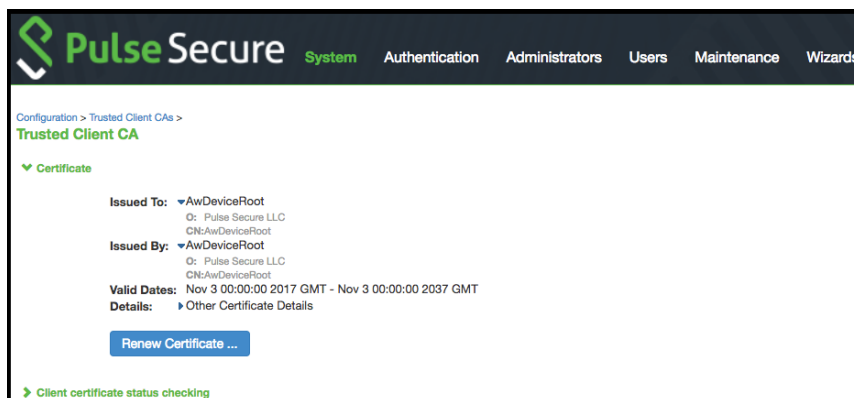 Pulse Secure System Authentication Administrators Users Maintenance Wizards
Configuration > Trusted Client CAs >
Trusted Client CA
Certificate
Issued To: AwDeviceRoot
O: Pulse Secure LLC
CN:AwDeviceRoot
Issued By: AwDeviceRoot
O: Pulse Secure LLC
CN:AwDeviceRoot
Valid Dates: Nov 3 00:00:00 2017 GMT - Nov 3 00:00:00 2037 GMT
Details: Other Certificate Details
Renew Certificate ...
Client certificate status checking